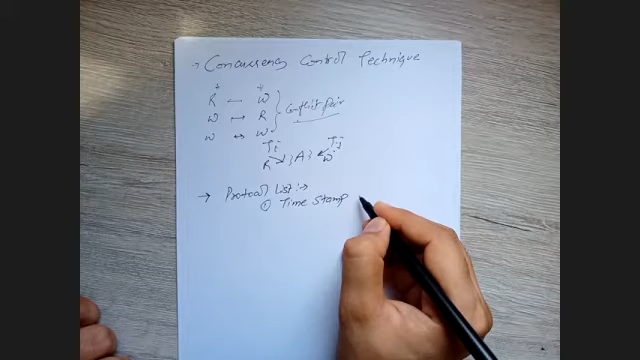 → Concurrency Control Technique
R — W
W ↔ R } Conflict Pair
W ↔ W
Ti Tj
R → {A} ← W
→ Protocol List :→
① Time Stamp